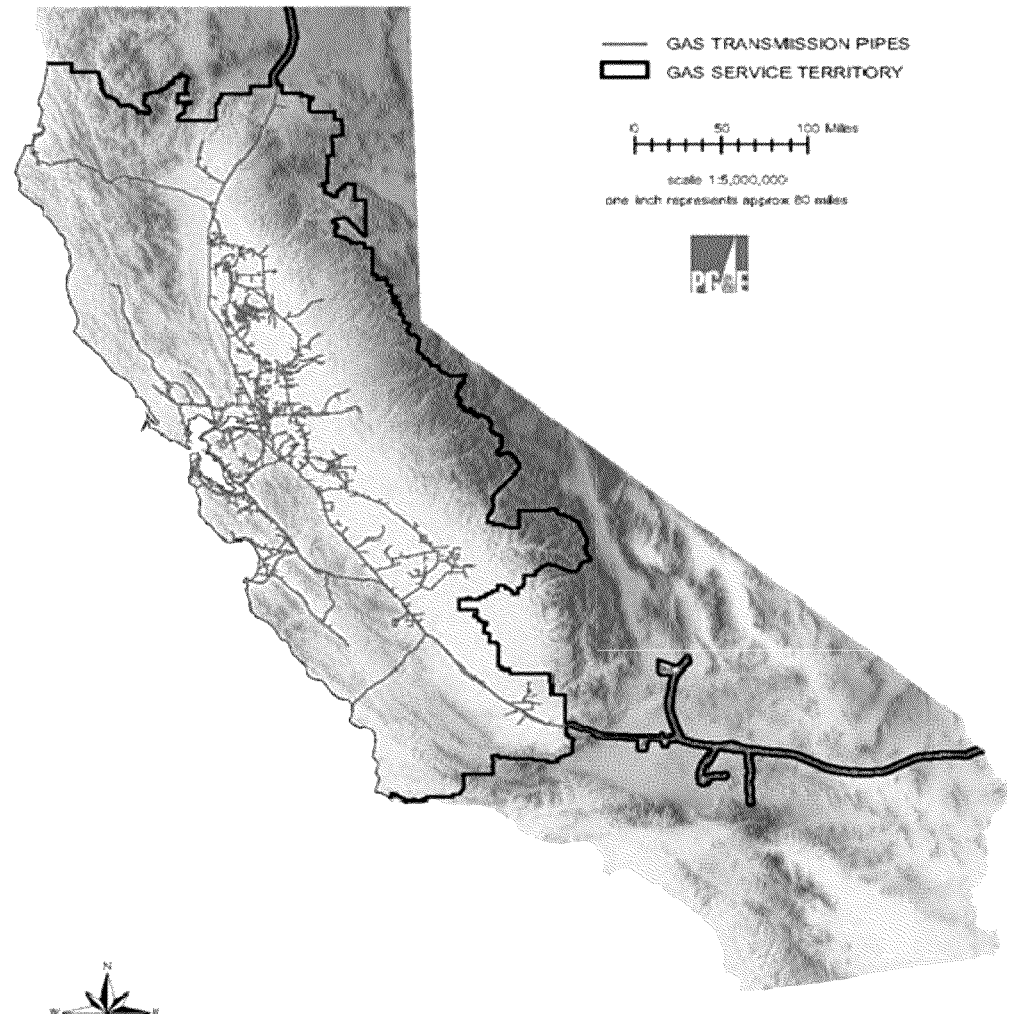 GAS TRANSMISSION PIPES
GAS SERVICE TERRITORY
0 50 100 Miles
scale 1:5,000,000
one inch represents approx 80 miles
PG&E
N
W E